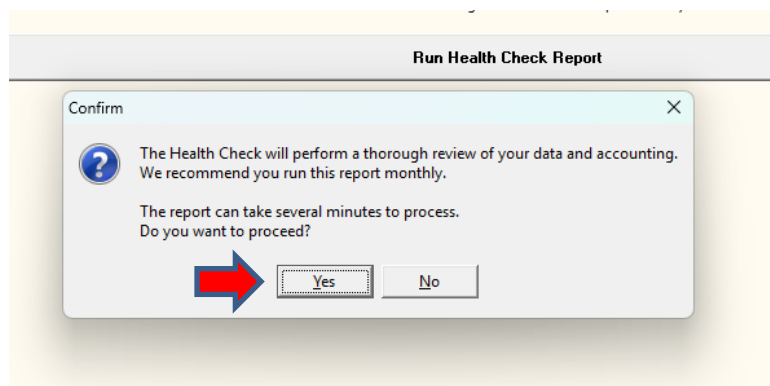 Run Health Check Report
Confirm
The Health Check will perform a thorough review of your data and accounting.
We recommend you run this report monthly.
The report can take several minutes to process.
Do you want to proceed?
Yes
No